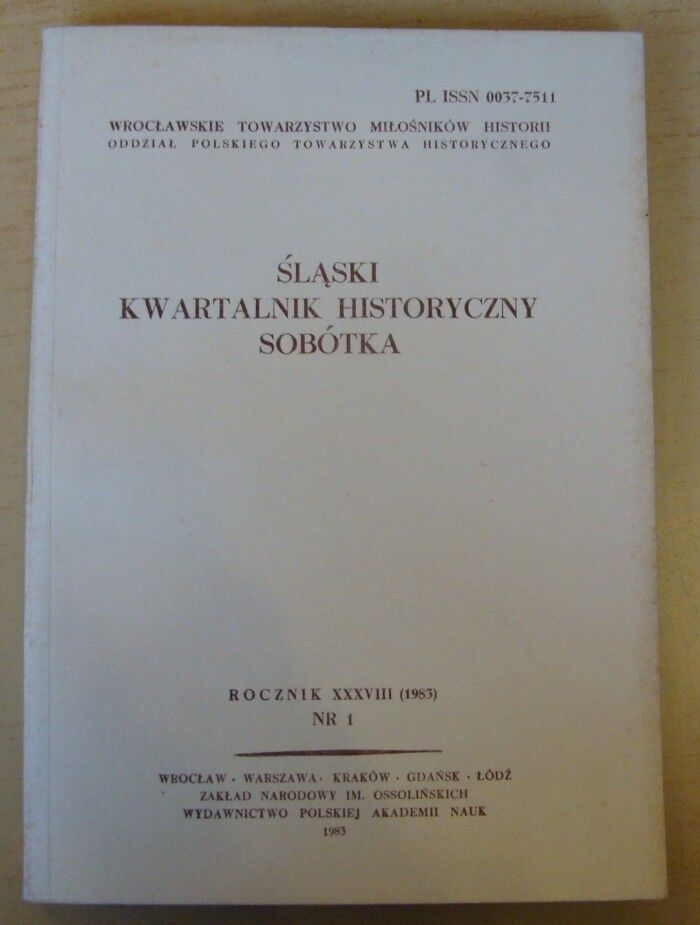 PL ISSN 0037-7511
WROCŁAWSKIE TOWARZYSTWO MIŁOŚNIKÓW HISTORII
ODDZIAŁ POLSKIEGO TOWARZYSTWA HISTORYCZNEGO
ŚLĄSKI
KWARTALNIK HISTORYCZNY
SOBÓTKA
ROCZNIK XXXVIII (1983)
NR 1
WROCŁAW · WARSZAWA · KRAKÓW · GDAŃSK · ŁÓDŹ
ZAKŁAD NARODOWY IM. OSSOLIŃSKICH
WYDAWNICTWO POLSKIEJ AKADEMII NAUK
1983